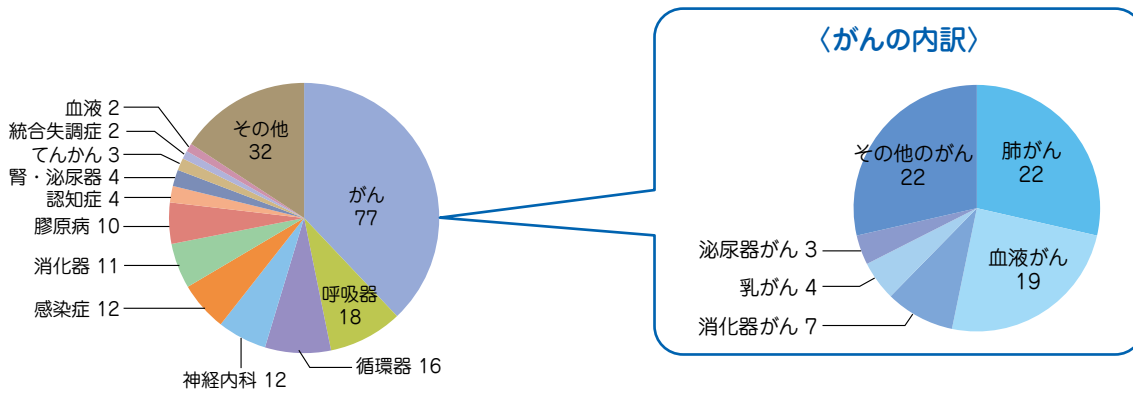 〈がんの内訳〉
血液 2
統合失調症 2
てんかん 3
腎・泌尿器 4
認知症 4
膠原病 10
消化器 11
感染症 12
神経内科 12
循環器 16
呼吸器
18
がん
77
その他
32
その他のがん
22
肺がん
22
血液がん
19
泌尿器がん 3
乳がん 4
消化器がん 7